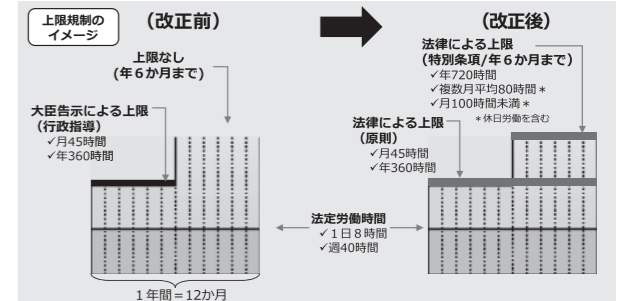 上限規制の
イメージ
（改正前）
（改正後）
上限なし
(年６か月まで)
大臣告示による上限
（行政指導）
✓月45時間
✓年360時間
法律による上限
（特別条項/年６か月まで）
✓年720時間
✓複数月平均80時間＊
✓月100時間未満＊
＊休日労働を含む
法律による上限
（原則）
✓月45時間
✓年360時間
法定労働時間
✓１日８時間
✓週40時間
１年間＝12か月